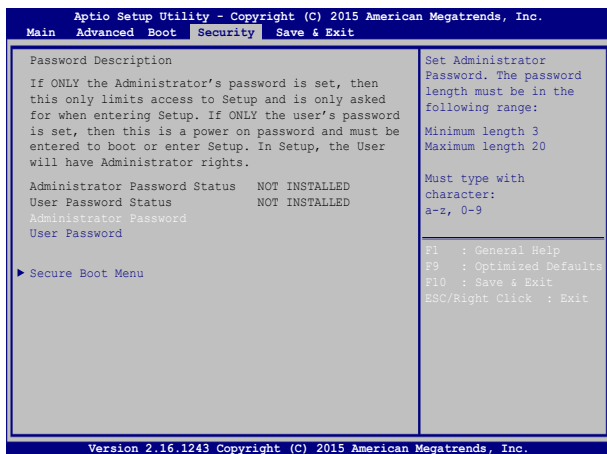 Aptio Setup Utility - Copyright (C) 2015 American Megatrends, Inc.
Main Advanced Boot Security Save & Exit
Password Description
If ONLY the Administrator's password is set, then
this only limits access to Setup and is only asked
for when entering Setup. If ONLY the user's password
is set, then this is a power on password and must be
entered to boot or enter Setup. In Setup, the User
will have Administrator rights.
Administrator Password Status NOT INSTALLED
User Password Status NOT INSTALLED
Administrator Password
User Password
Secure Boot Menu
Set Administrator
Password. The password
length must be in the
following range:
Minimum length 3
Maximum length 20
Must type with
character:
a-z, 0-9
F1 : General Help
F9 : Optimized Defaults
F10 : Save & Exit
ESC/Right Click : Exit
Version 2.16.1243 Copyright (C) 2015 American Megatrends, Inc.